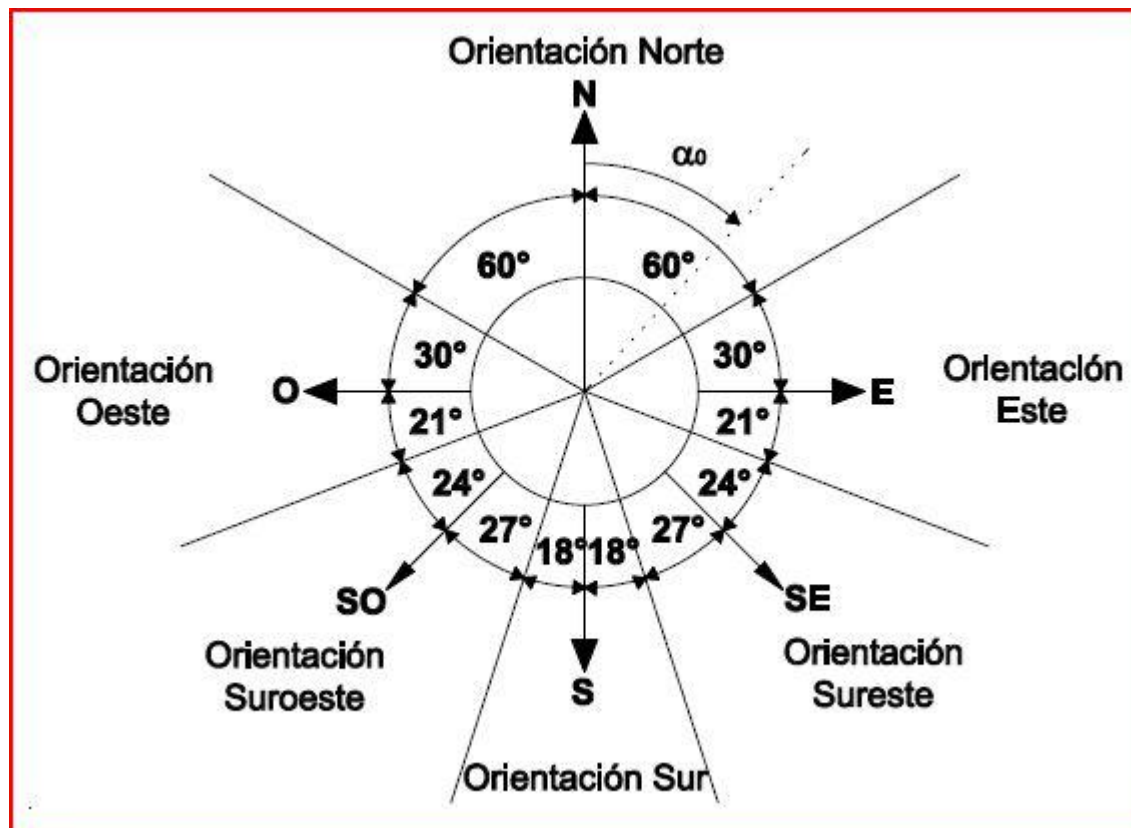 Orientación Norte
N
α₀
60° 60°
30° 30°
Orientación
Oeste
O
E
Orientación
Este
21° 21°
24° 24°
27° 18° 18° 27°
SO
SE
Orientación
Suroeste
S
Orientación
Sureste
Orientación Sur